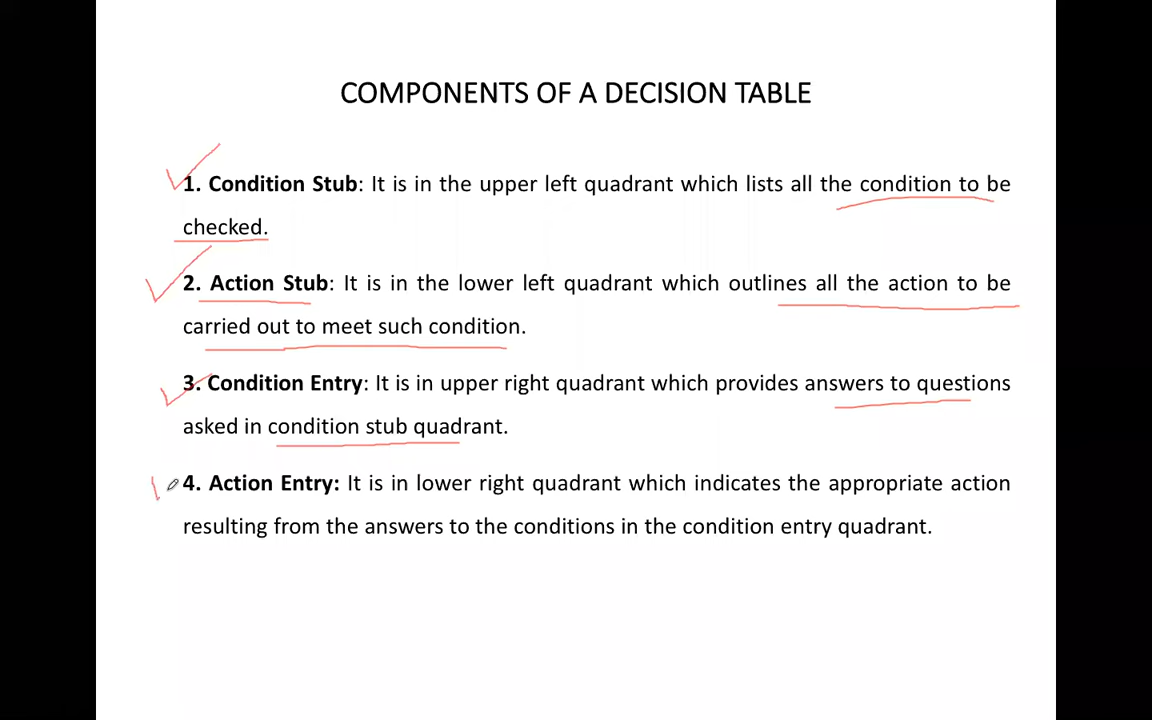 COMPONENTS OF A DECISION TABLE
1. Condition Stub: It is in the upper left quadrant which lists all the condition to be
checked.
2. Action Stub: It is in the lower left quadrant which outlines all the action to be
carried out to meet such condition.
3. Condition Entry: It is in upper right quadrant which provides answers to questions
asked in condition stub quadrant.
4. Action Entry: It is in lower right quadrant which indicates the appropriate action
resulting from the answers to the conditions in the condition entry quadrant.